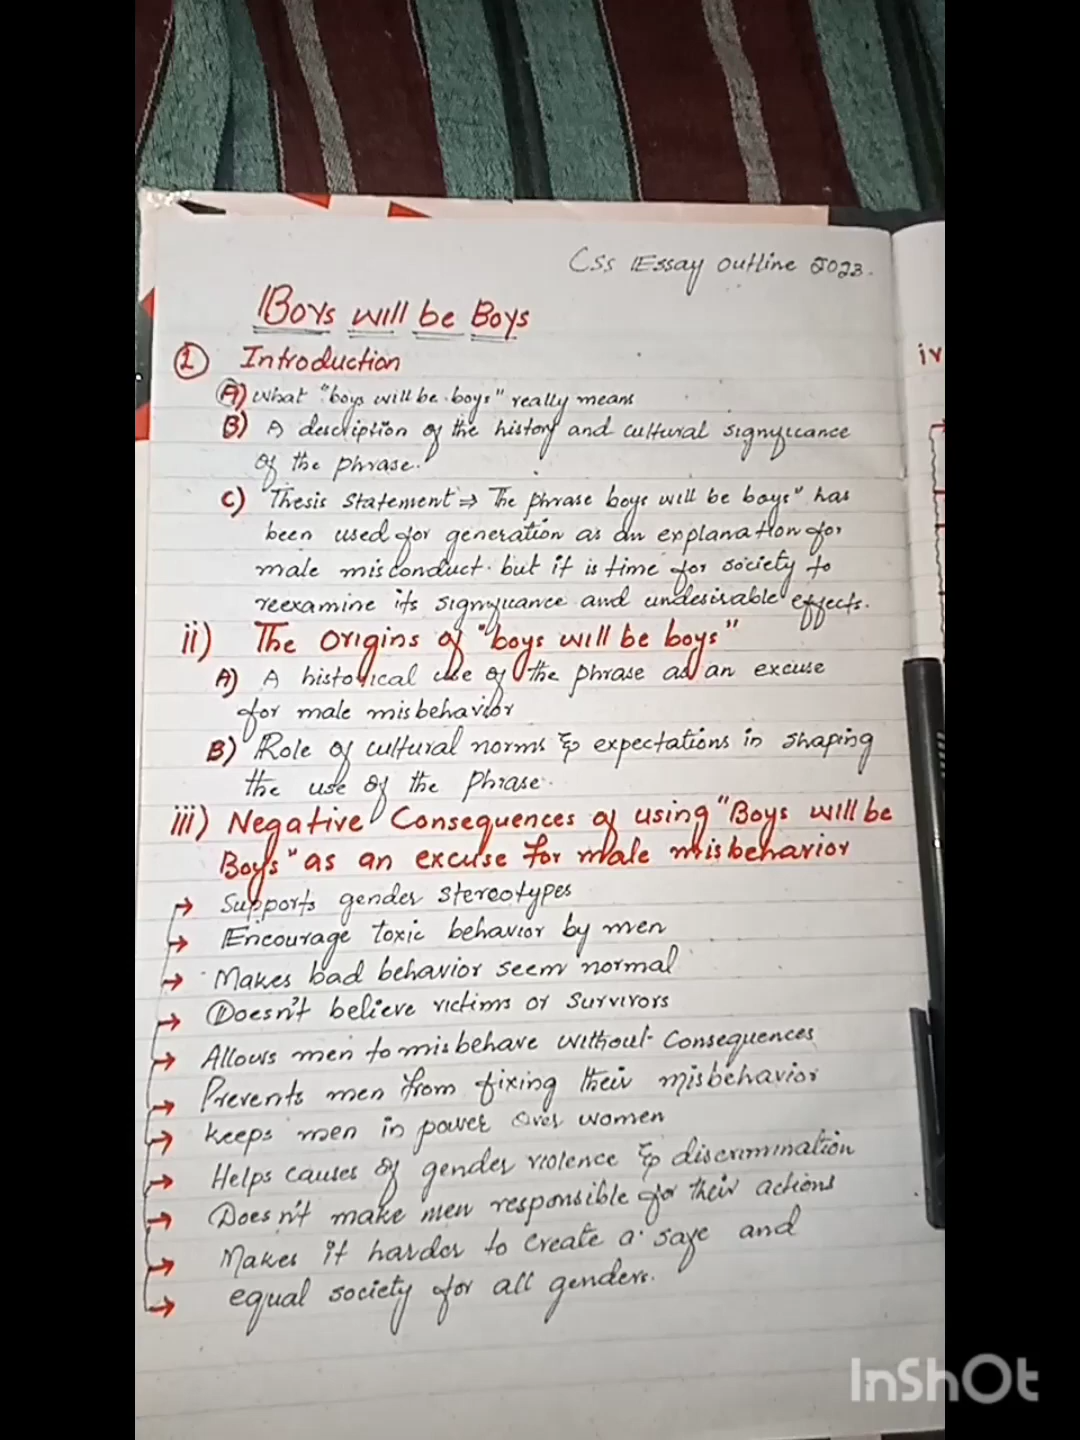 Css Essay outline 2023.
Boys will be Boys
1 Introduction
A) what "boys will be boys" really means
B) A description of the history and cultural significance
of the phrase.
C) Thesis Statement ⇒ The phrase boys will be boys" has
been used for generation as an explanation for
male misconduct. but it is time for society to
reexamine its significance and undesirable effects.
ii) The origins of "boys will be boys"
A) A historical use of the phrase as an excuse
for male misbehavior
B) Role of cultural norms & expectations in shaping
the use of the Phrase.
iii) Negative Consequences of using "Boys will be
Boys" as an excuse for male misbehavior
→ Supports gender stereotypes
→ Encourage toxic behavior by men
→ Makes bad behavior seem normal
→ Doesn't believe victims or survivors
→ Allows men to misbehave without Consequences
→ Prevents men from fixing their misbehavior
→ keeps men in power over women
→ Helps causes of gender violence & discrimination
→ Doesn't make men responsible for their actions
→ Makes it harder to create a safe and
→ equal society for all genders.
iv
InShOt